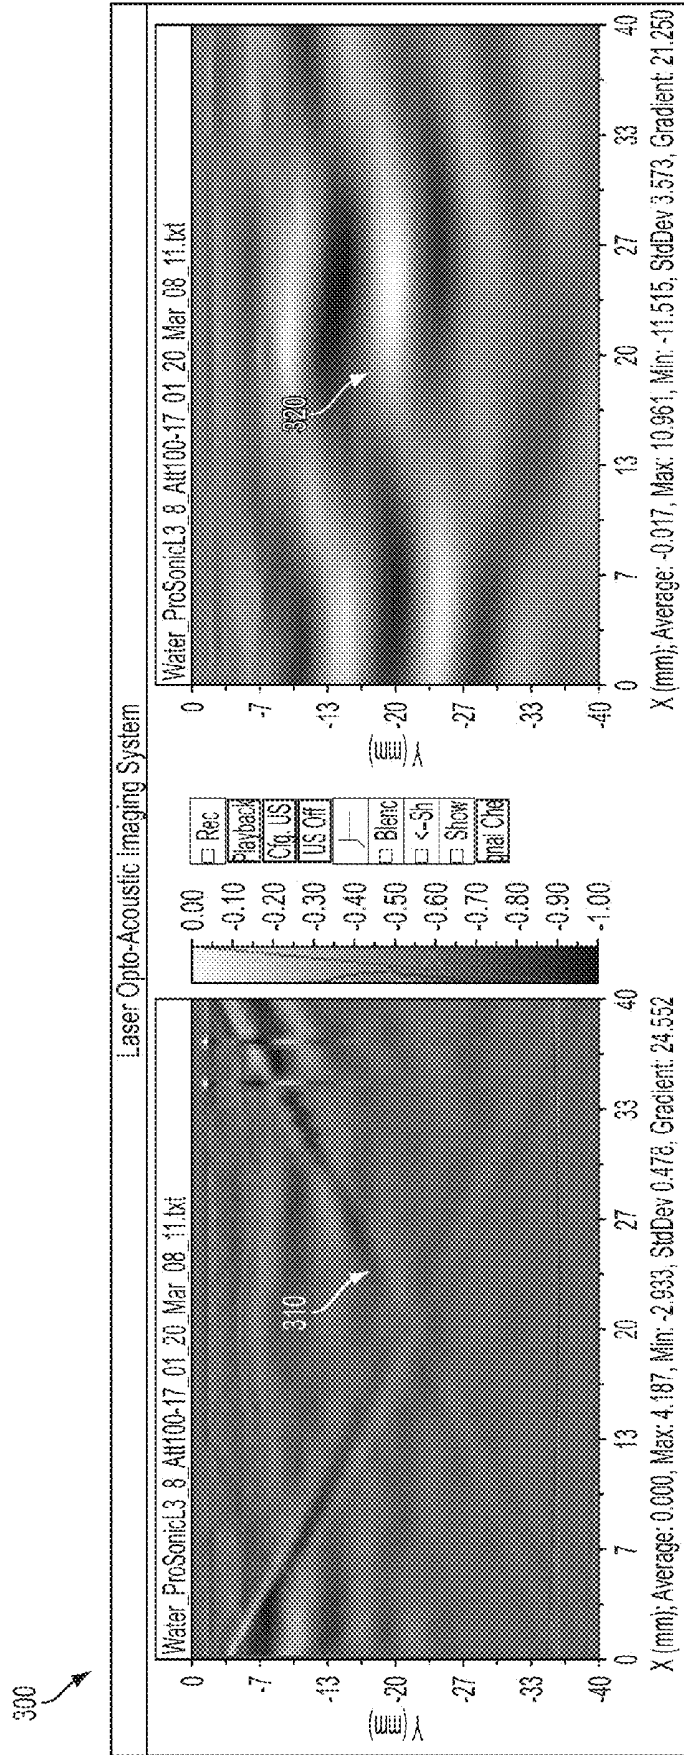 300
Laser Opto-Acoustic Imaging System
Water_ProSonicL3_8_Att100-17_01_20_Mar_08_11.txt
0
-7
-13
-20
-27
-33
-40
Y (mm)
310
0 7 13 20 27 33 40
X (mm); Average: 0.000, Max: 4.187, Min: -2.933, StdDev 0.478, Gradient: 24.552
0.00
-0.10
-0.20
-0.30
-0.40
-0.50
-0.60
-0.70
-0.80
-0.90
-1.00
Rec
Playback
Cfg. US
US Off
Blenc
<-Sh
Show
gnal Che
Water_ProSonicL3_8_Att100-17_01_20_Mar_08_11.txt
0
-7
-13
-20
-27
-33
-40
Y (mm)
320
0 7 13 20 27 33 40
X (mm); Average: -0.017, Max: 10.961, Min: -11.515, StdDev 3.573, Gradient: 21.250